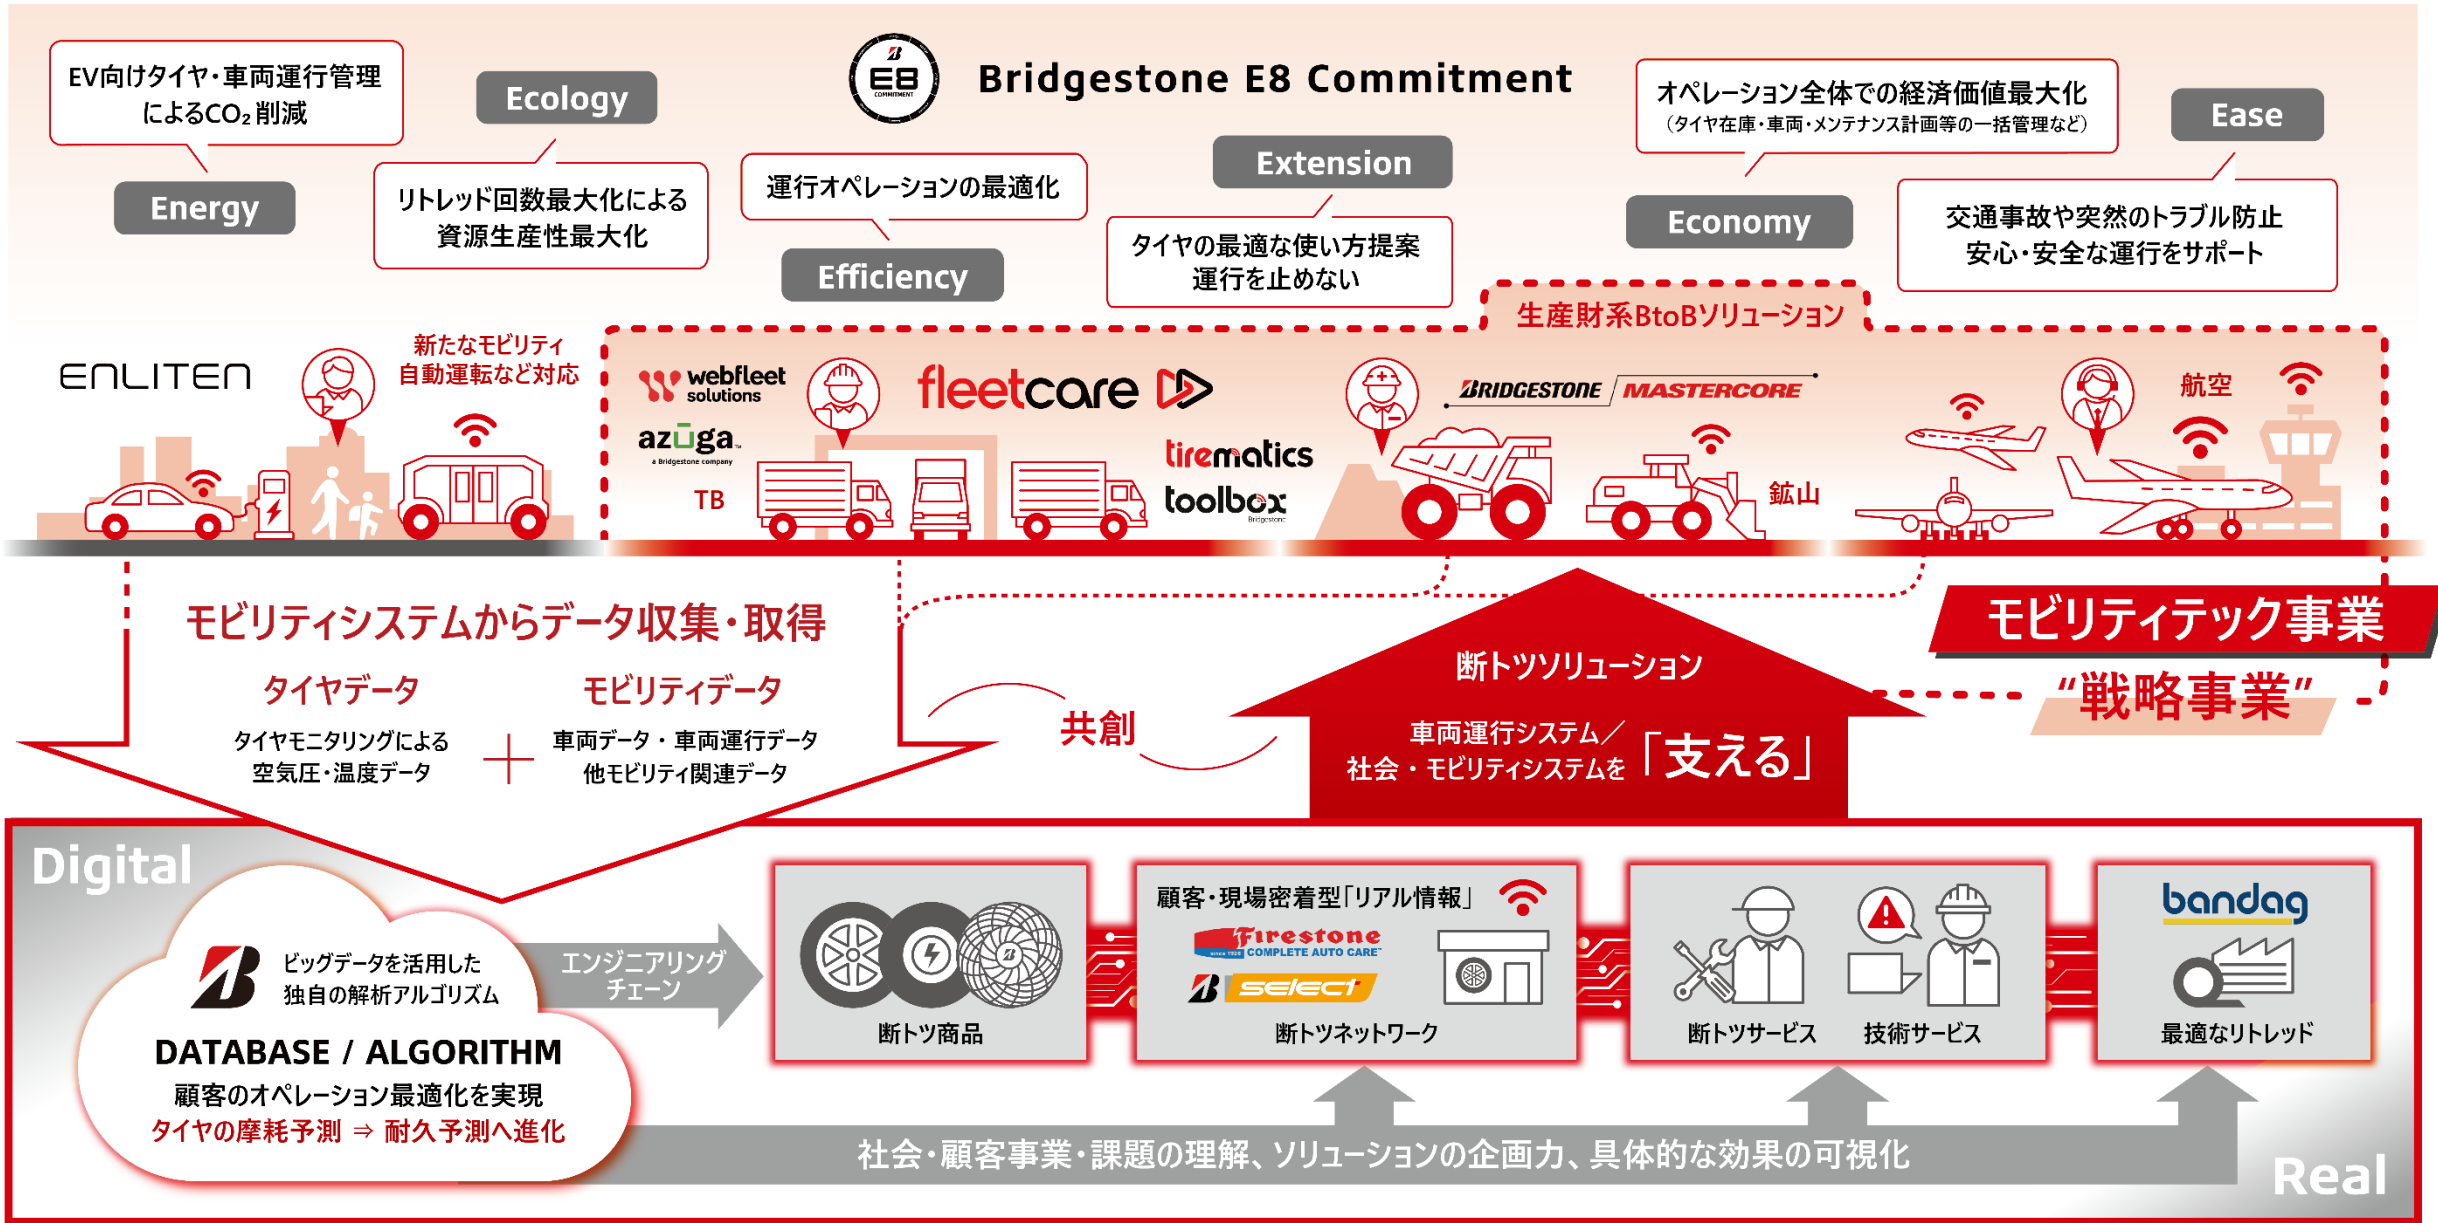 EV向けタイヤ・車両運行管理
によるCO₂削減
Energy
Ecology
リトレッド回数最大化による
資源生産性最大化
E8
COMMITMENT
Bridgestone E8 Commitment
運行オペレーションの最適化
Efficiency
Extension
タイヤの最適な使い方提案
運行を止めない
オペレーション全体での経済価値最大化
（タイヤ在庫・車両・メンテナンス計画等の一括管理など）
Economy
Ease
交通事故や突然のトラブル防止
安心・安全な運行をサポート
生産財系BtoBソリューション
ENLITEN
新たなモビリティ
自動運転など対応
webfleet
solutions
azūga™
a Bridgestone company
TB
fleetcare
tirematics
toolbox
Bridgestone
BRIDGESTONE / MASTERCORE
鉱山
航空
モビリティシステムからデータ収集・取得
タイヤデータ
タイヤモニタリングによる
空気圧・温度データ
モビリティデータ
車両データ・車両運行データ
他モビリティ関連データ
共創
断トツソリューション
車両運行システム／
社会・モビリティシステムを「支える」
モビリティテック事業
“戦略事業”
Digital
ビッグデータを活用した
独自の解析アルゴリズム
DATABASE / ALGORITHM
顧客のオペレーション最適化を実現
タイヤの摩耗予測 ⇒ 耐久予測へ進化
エンジニアリング
チェーン
断トツ商品
顧客・現場密着型「リアル情報」
Firestone
since 1926 COMPLETE AUTO CARE™
SELECT
断トツネットワーク
断トツサービス
技術サービス
bandag
最適なリトレッド
社会・顧客事業・課題の理解、ソリューションの企画力、具体的な効果の可視化
Real